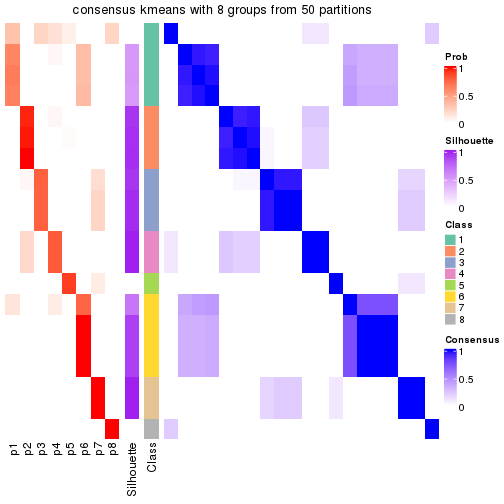 consensus kmeans with 8 groups from 50 partitions
Prob
1
0.5
0
Silhouette
1
0.5
0
Class
1
2
3
4
5
6
7
8
Consensus
1
0.5
0
p1
p2
p3
p4
p5
p6
p7
p8
Silhouette
Class